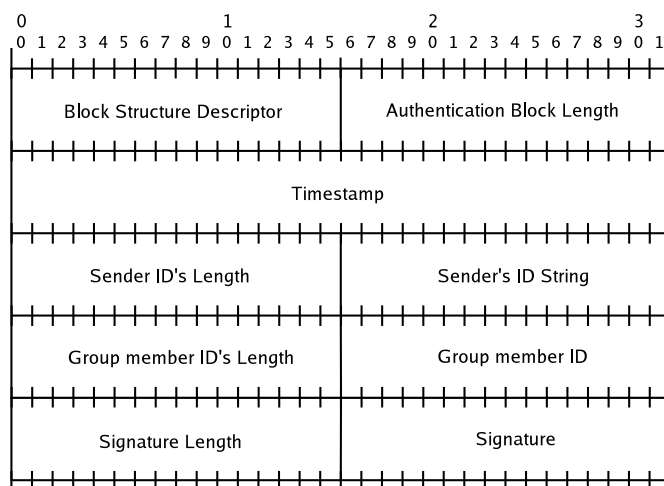 0 1 2 3
0 1 2 3 4 5 6 7 8 9 0 1 2 3 4 5 6 7 8 9 0 1 2 3 4 5 6 7 8 9 0 1
Block Structure Descriptor Authentication Block Length
Timestamp
Sender ID's Length Sender's ID String
Group member ID's Length Group member ID
Signature Length Signature